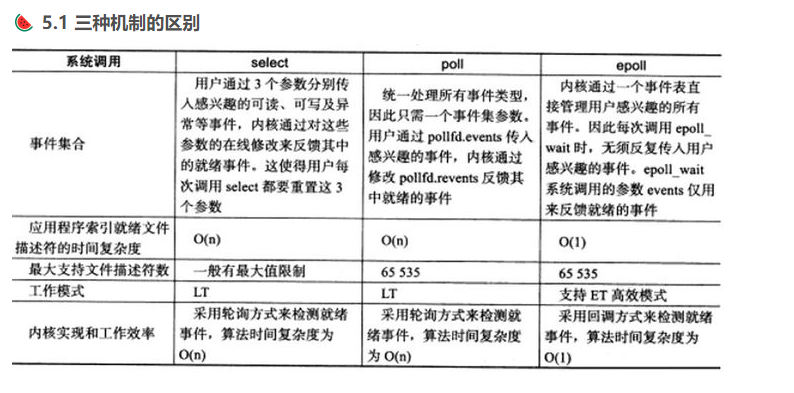 5.1 三种机制的区别
系统调用 select poll epoll
事件集合
用户通过 3 个参数分别传
入感兴趣的可读、可写及异
常等事件，内核通过对这些
参数的在线修改来反馈其中
的就绪事件。这使得用户每
次调用 select 都要重置这 3
个参数
统一处理所有事件类型，
因此只需一个事件集参数。
用户通过 pollfd.events 传入
感兴趣的事件，内核通过
修改 pollfd.revents 反馈其
中就绪的事件
内核通过一个事件表直
接管理用户感兴趣的所有
事件。因此每次调用 epoll_
wait 时，无须反复传入用户
感兴趣的事件。epoll_wait
系统调用的参数 events 仅用
来反馈就绪的事件
应用程序索引就绪文件
描述符的时间复杂度
O(n) O(n) O(1)
最大支持文件描述符数 一般有最大值限制 65 535 65 535
工作模式 LT LT 支持 ET 高效模式
内核实现和工作效率
采用轮询方式来检测就绪
事件，算法时间复杂度为
O(n)
采用轮询方式来检测就
绪事件，算法时间复杂度
为 O(n)
采用回调方式来检测就绪
事件，算法时间复杂度为
O(1)